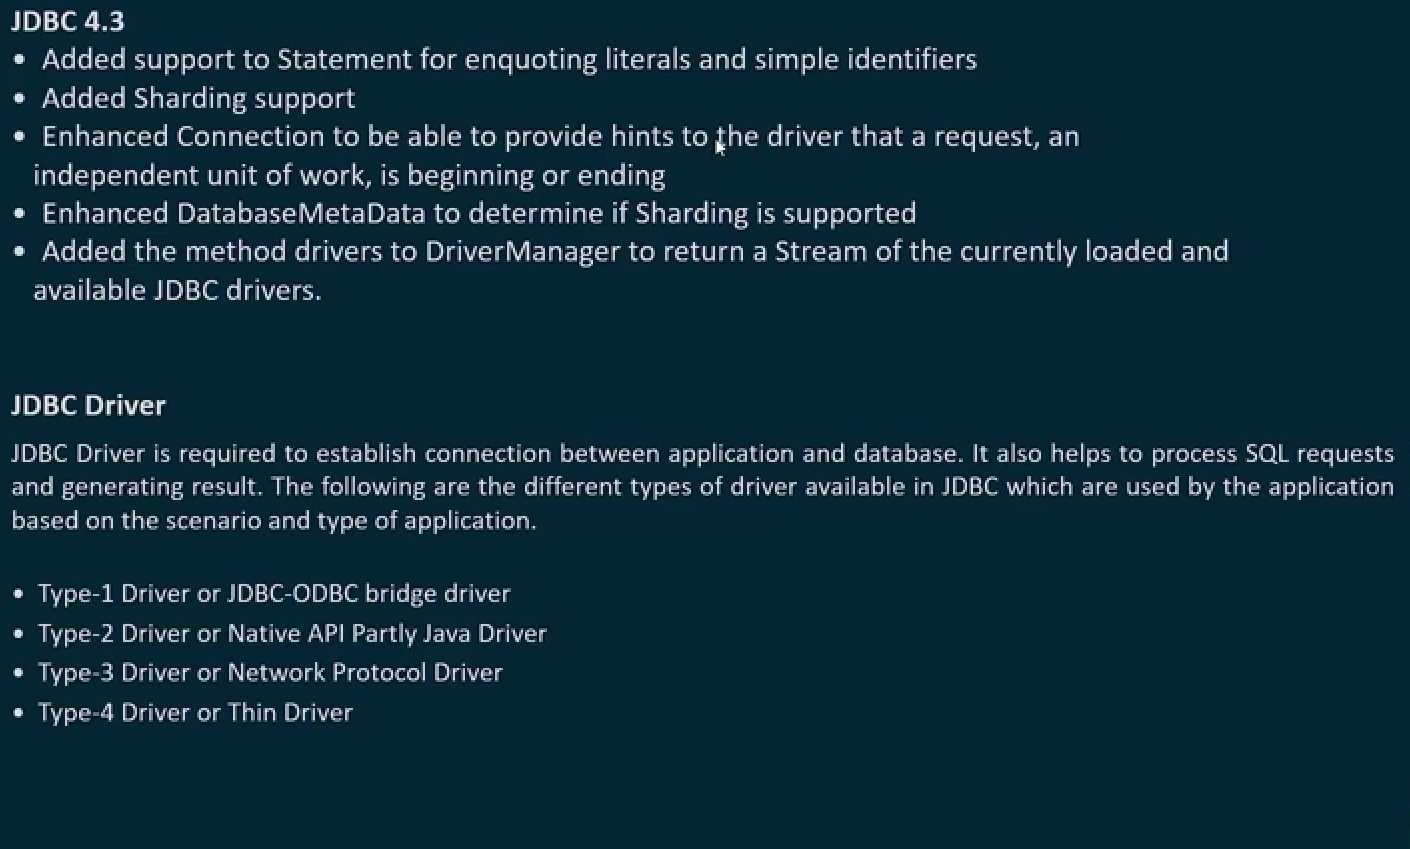 JDBC 4.3
• Added support to Statement for enquoting literals and simple identifiers
• Added Sharding support
• Enhanced Connection to be able to provide hints to the driver that a request, an
independent unit of work, is beginning or ending
• Enhanced DatabaseMetaData to determine if Sharding is supported
• Added the method drivers to DriverManager to return a Stream of the currently loaded and
available JDBC drivers.
JDBC Driver
JDBC Driver is required to establish connection between application and database. It also helps to process SQL requests
and generating result. The following are the different types of driver available in JDBC which are used by the application
based on the scenario and type of application.
• Type-1 Driver or JDBC-ODBC bridge driver
• Type-2 Driver or Native API Partly Java Driver
• Type-3 Driver or Network Protocol Driver
• Type-4 Driver or Thin Driver